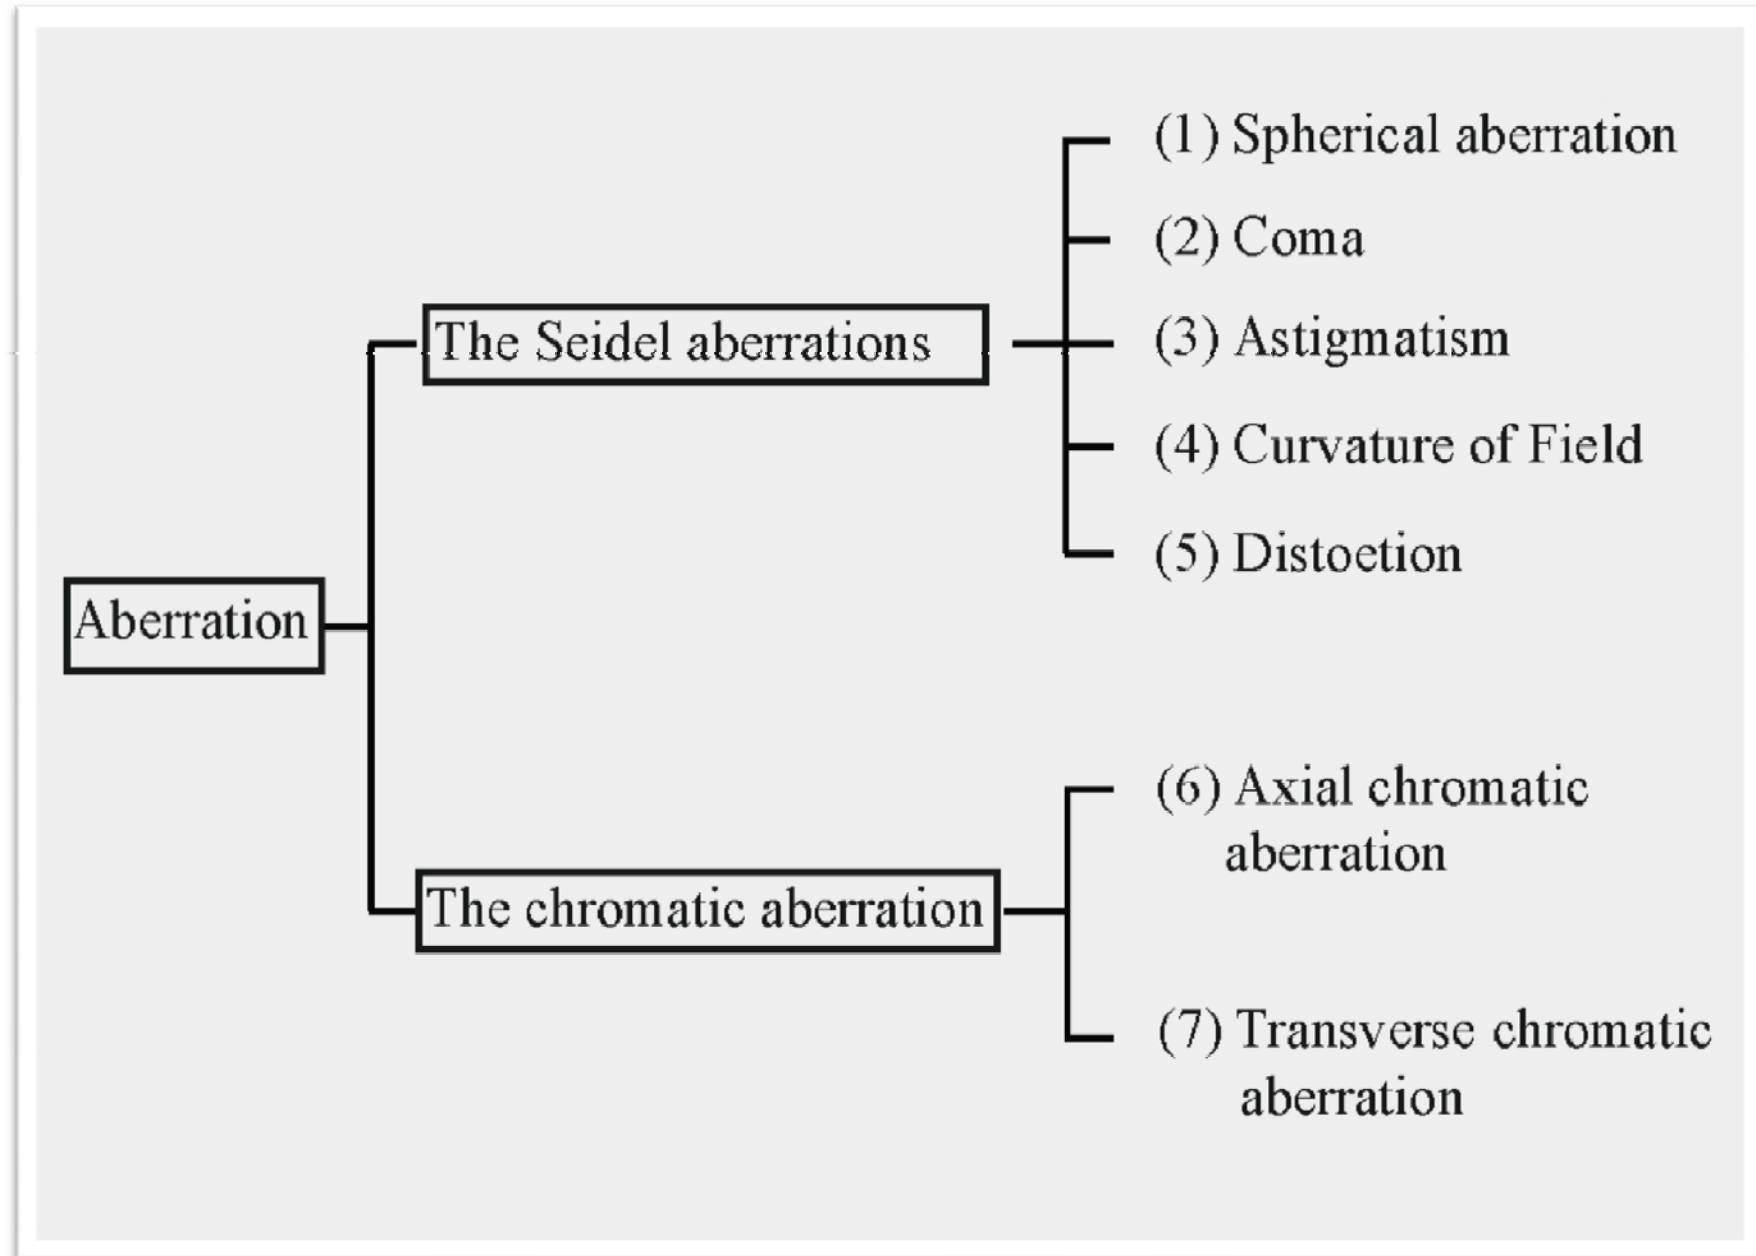 (1) Spherical aberration
(2) Coma
The Seidel aberrations
(3) Astigmatism
(4) Curvature of Field
(5) Distoetion
Aberration
(6) Axial chromatic
aberration
The chromatic aberration
(7) Transverse chromatic
aberration